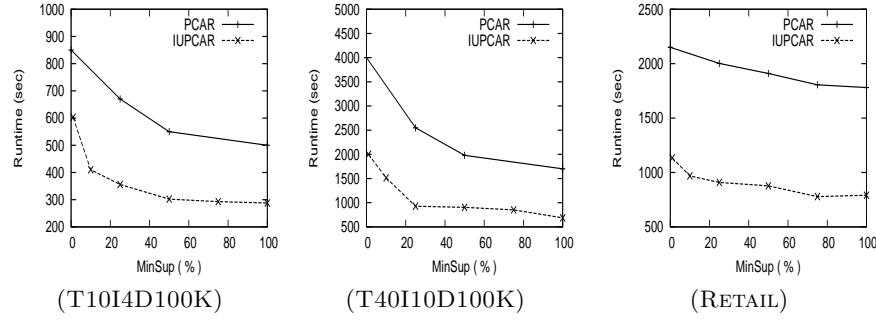 Runtime (sec)
1000
900
800
700
600
500
400
300
200
0 20 40 60 80 100
MinSup ( % )
PCAR
IUPCAR
(T10I4D100K)
Runtime (sec)
5000
4500
4000
3500
3000
2500
2000
1500
1000
500
0 20 40 60 80 100
MinSup ( % )
PCAR
IUPCAR
(T40I10D100K)
Runtime (sec)
2500
2000
1500
1000
500
0 20 40 60 80 100
MinSup ( % )
PCAR
IUPCAR
(RETAIL)